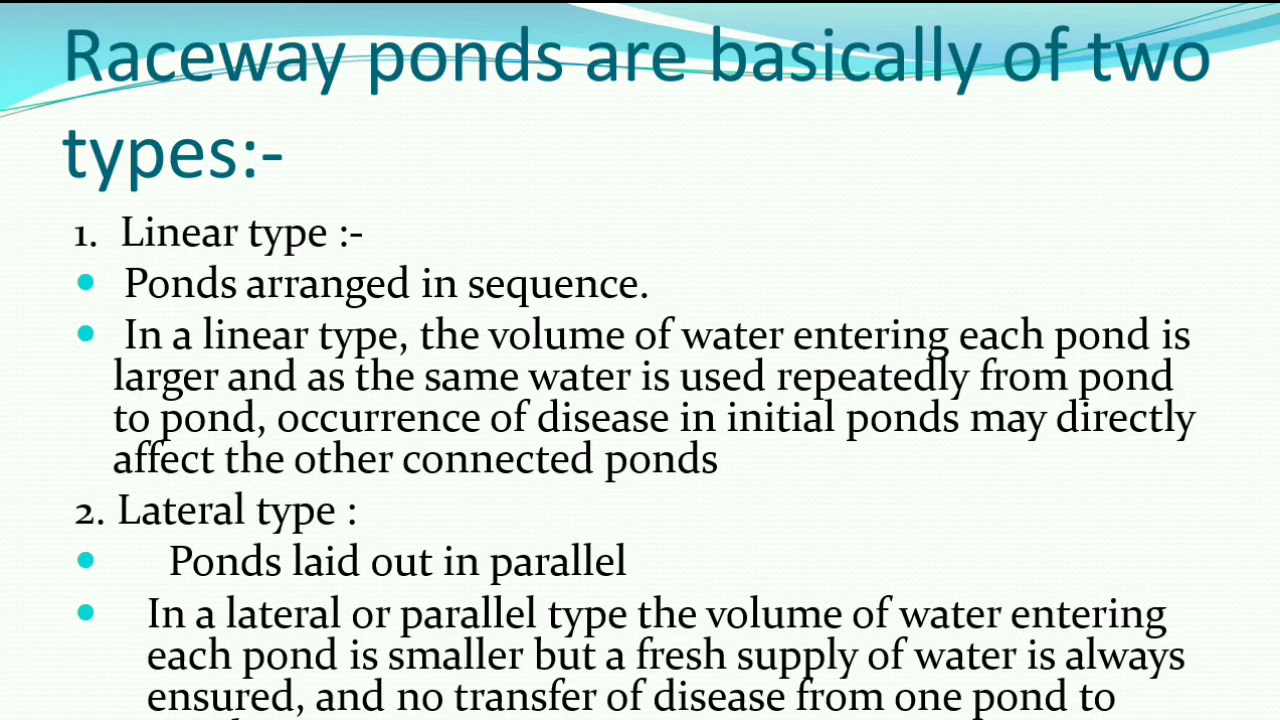 Raceway ponds are basically of two
types:-
1. Linear type :-
• Ponds arranged in sequence.
• In a linear type, the volume of water entering each pond is
larger and as the same water is used repeatedly from pond
to pond, occurrence of disease in initial ponds may directly
affect the other connected ponds
2. Lateral type :
• Ponds laid out in parallel
• In a lateral or parallel type the volume of water entering
each pond is smaller but a fresh supply of water is always
ensured, and no transfer of disease from one pond to